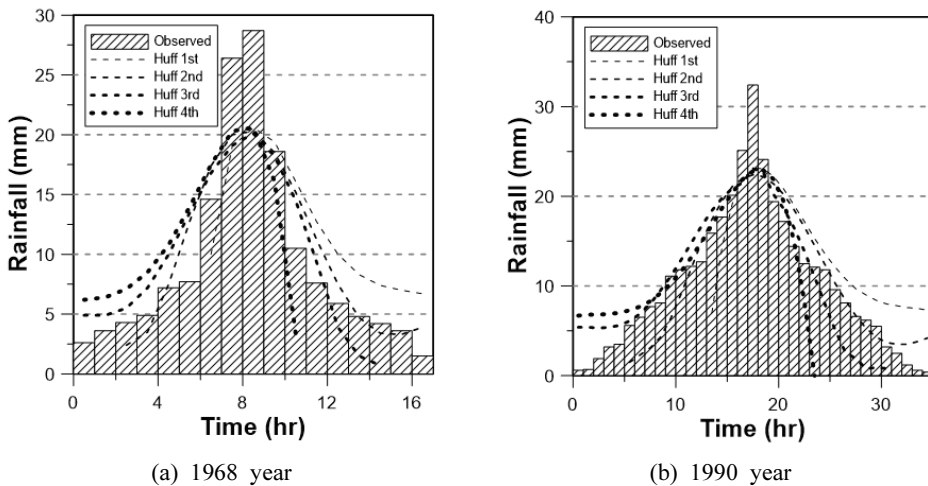 30
25
20
15
10
5
0
Rainfall (mm)
Observed
Huff 1st
Huff 2nd
Huff 3rd
Huff 4th
0 4 8 12 16
Time (hr)
(a) 1968 year
40
30
20
10
0
Rainfall (mm)
Observed
Huff 1st
Huff 2nd
Huff 3rd
Huff 4th
0 10 20 30
Time (hr)
(b) 1990 year